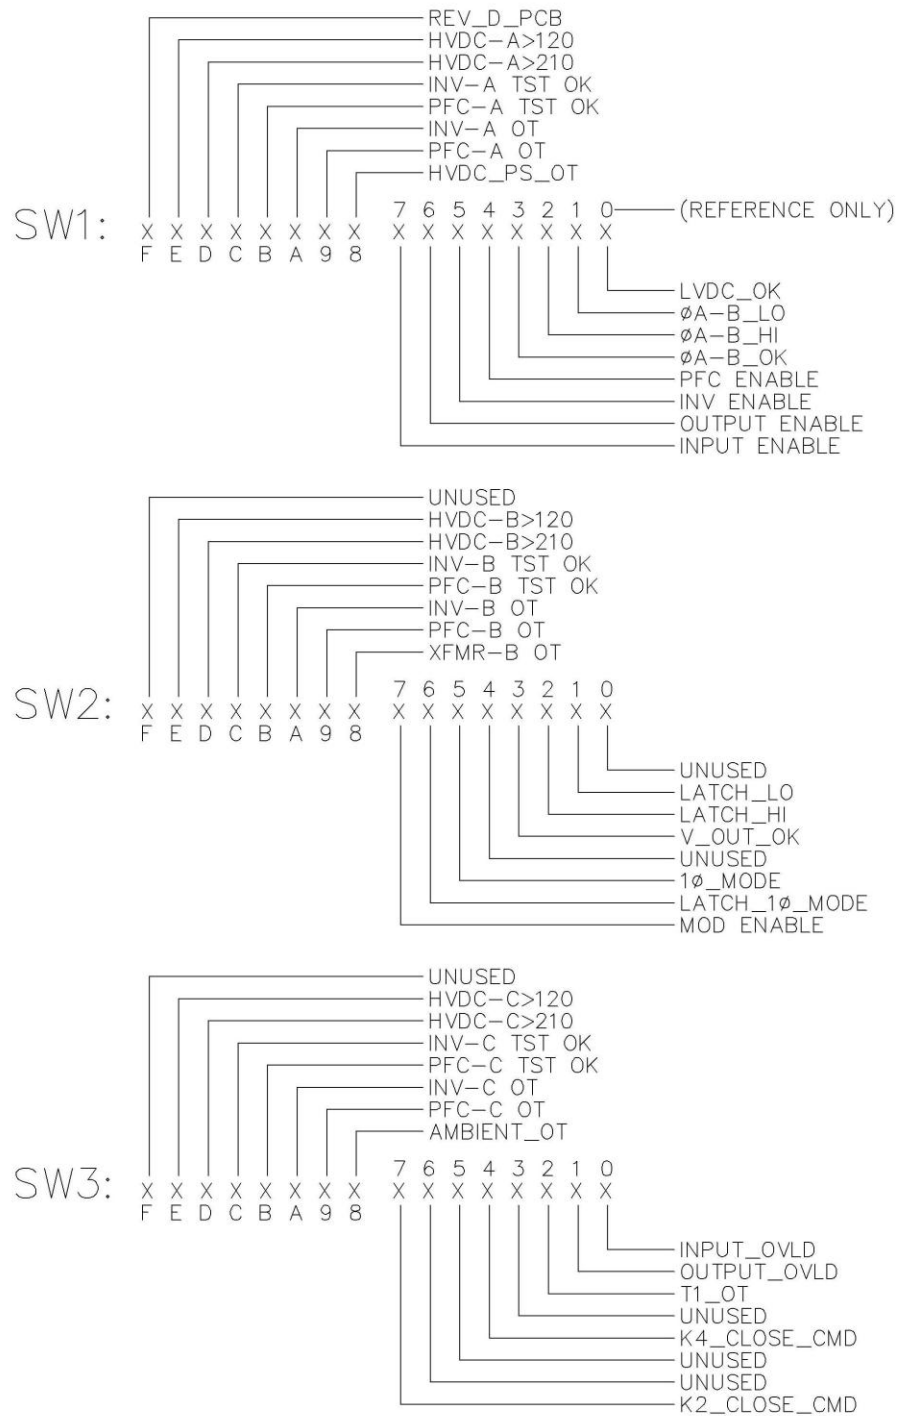 REV_D_PCB
HVDC-A>120
HVDC-A>210
INV-A TST OK
PFC-A TST OK
INV-A OT
PFC-A OT
HVDC_PS_OT
7 6 5 4 3 2 1 0 (REFERENCE ONLY)
SW1: X X X X X X X X X X X X X X X X
F E D C B A 9 8
LVDC_OK
øA-B_LO
øA-B_HI
øA-B_OK
PFC ENABLE
INV ENABLE
OUTPUT ENABLE
INPUT ENABLE
UNUSED
HVDC-B>120
HVDC-B>210
INV-B TST OK
PFC-B TST OK
INV-B OT
PFC-B OT
XFMR-B OT
7 6 5 4 3 2 1 0
SW2: X X X X X X X X X X X X X X X X
F E D C B A 9 8
UNUSED
LATCH_LO
LATCH_HI
V_OUT_OK
UNUSED
1ø_MODE
LATCH_1ø_MODE
MOD ENABLE
UNUSED
HVDC-C>120
HVDC-C>210
INV-C TST OK
PFC-C TST OK
INV-C OT
PFC-C OT
AMBIENT_OT
7 6 5 4 3 2 1 0
SW3: X X X X X X X X X X X X X X X X
F E D C B A 9 8
INPUT_OVLD
OUTPUT_OVLD
T1_OT
UNUSED
K4_CLOSE_CMD
UNUSED
UNUSED
K2_CLOSE_CMD